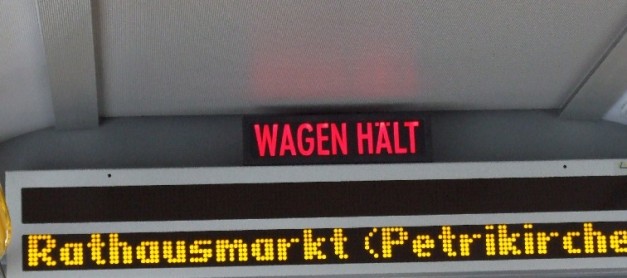 WAGEN HÄLT
Rathausmarkt (Petrikirche